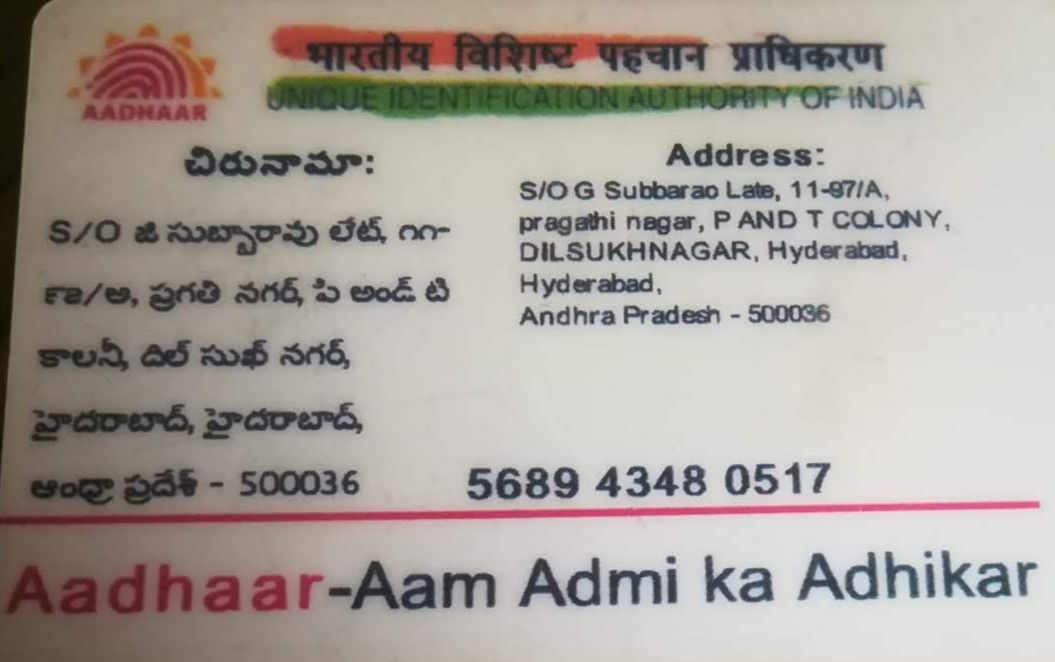 AADHAAR
भारतीय विशिष्ट पहचान प्राधिकरण
UNIQUE IDENTIFICATION AUTHORITY OF INDIA
చిరునామా:
S/O జి సుబ్బారావు లేట్, ౧౧-
౯౭/అ, ప్రగతి నగర్, పి అండ్ టి
కాలనీ, దిల్ సుఖ్ నగర్,
హైదరాబాద్, హైదరాబాద్,
ఆంధ్రా ప్రదేశ్ - 500036
Address:
S/O G Subbarao Late, 11-97/A,
pragathi nagar, P AND T COLONY,
DILSUKHNAGAR, Hyderabad,
Hyderabad,
Andhra Pradesh - 500036
5689 4348 0517
Aadhaar-Aam Admi ka Adhikar